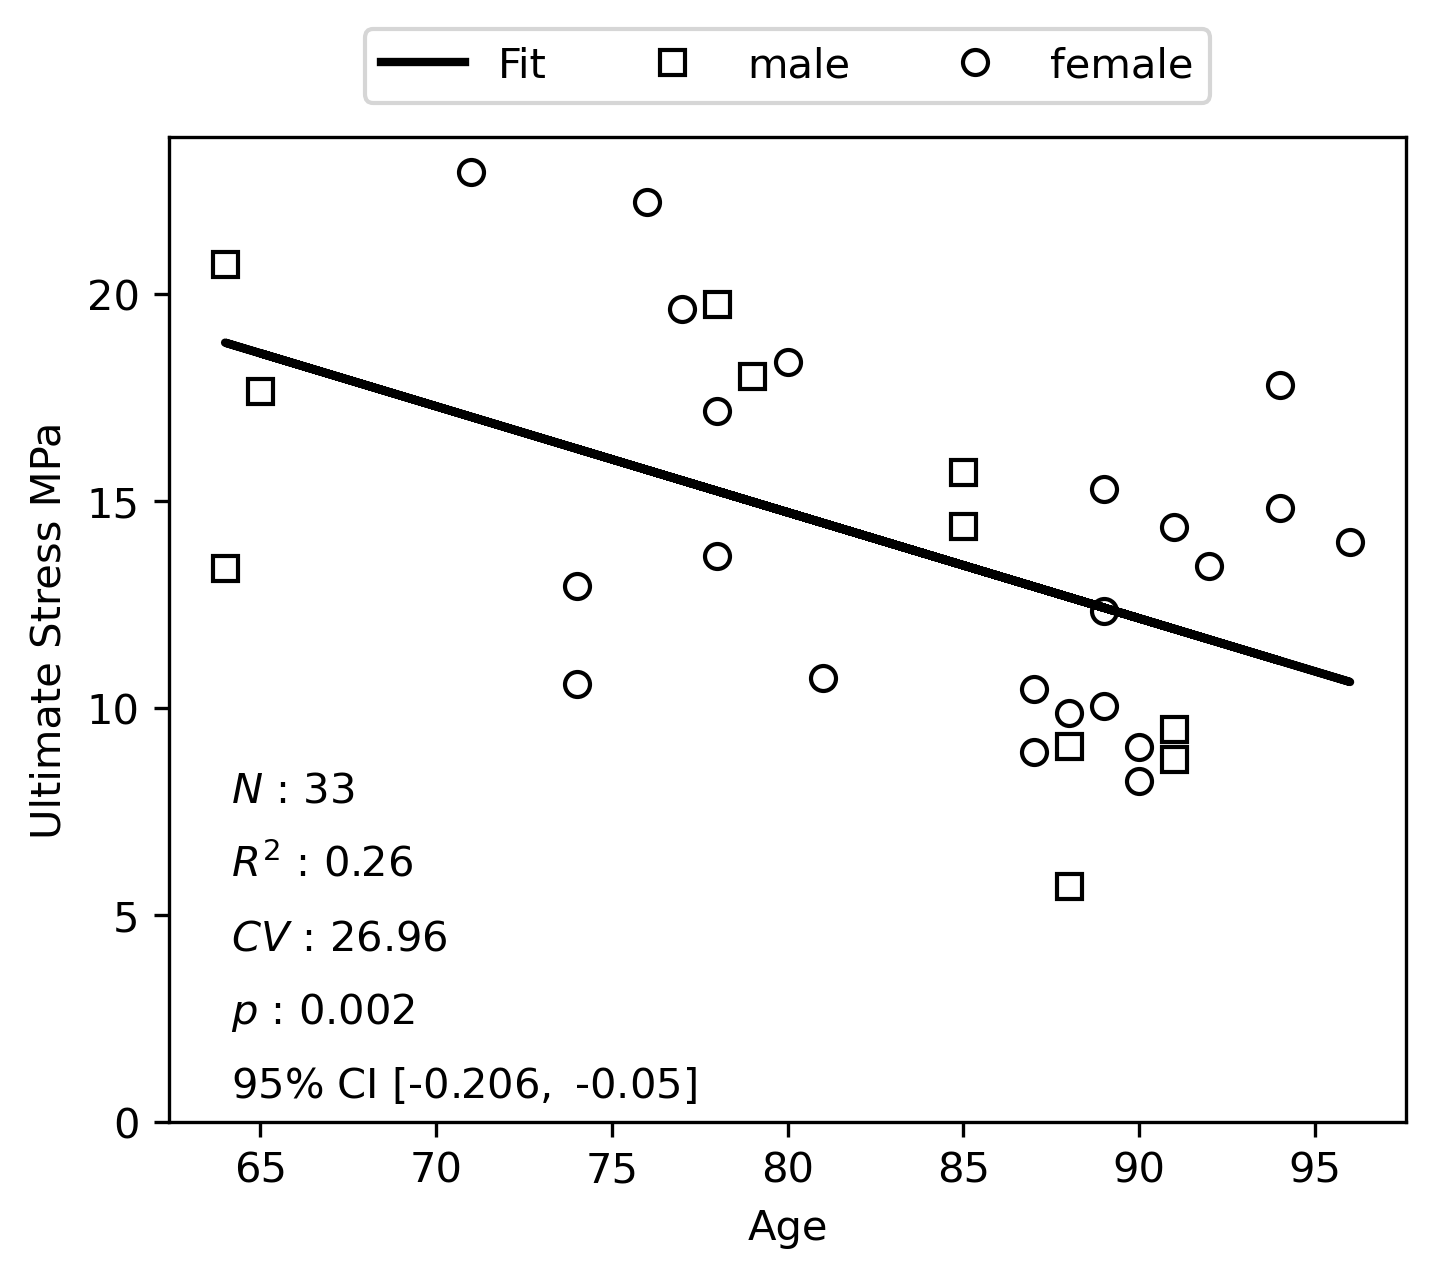 Fit male female
Ultimate Stress MPa
20
15
10
5
0
N : 33
R² : 0.26
CV : 26.96
p : 0.002
95% CI [-0.206, -0.05]
65 70 75 80 85 90 95
Age